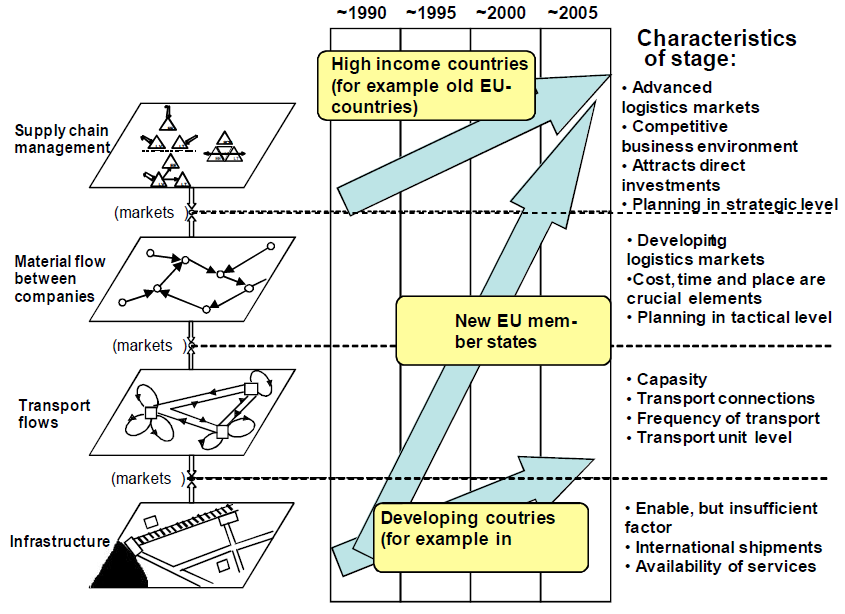 ~1990 ~1995 ~2000 ~2005
Characteristics
of stage:
High income countries
(for example old EU-
countries)
• Advanced
logistics markets
• Competitive
business environment
• Attracts direct
investments
• Planning in strategic level
Supply chain
management
(markets )
Material flow
between
companies
• Developing
logistics markets
•Cost, time and place are
crucial elements
• Planning in tactical level
New EU mem-
ber states
(markets )
Transport
flows
• Capasity
• Transport connections
• Frequency of transport
• Transport unit level
(markets )
Developing coutries
(for example in
Infrastructure
• Enable, but insufficient
factor
• International shipments
• Availability of services